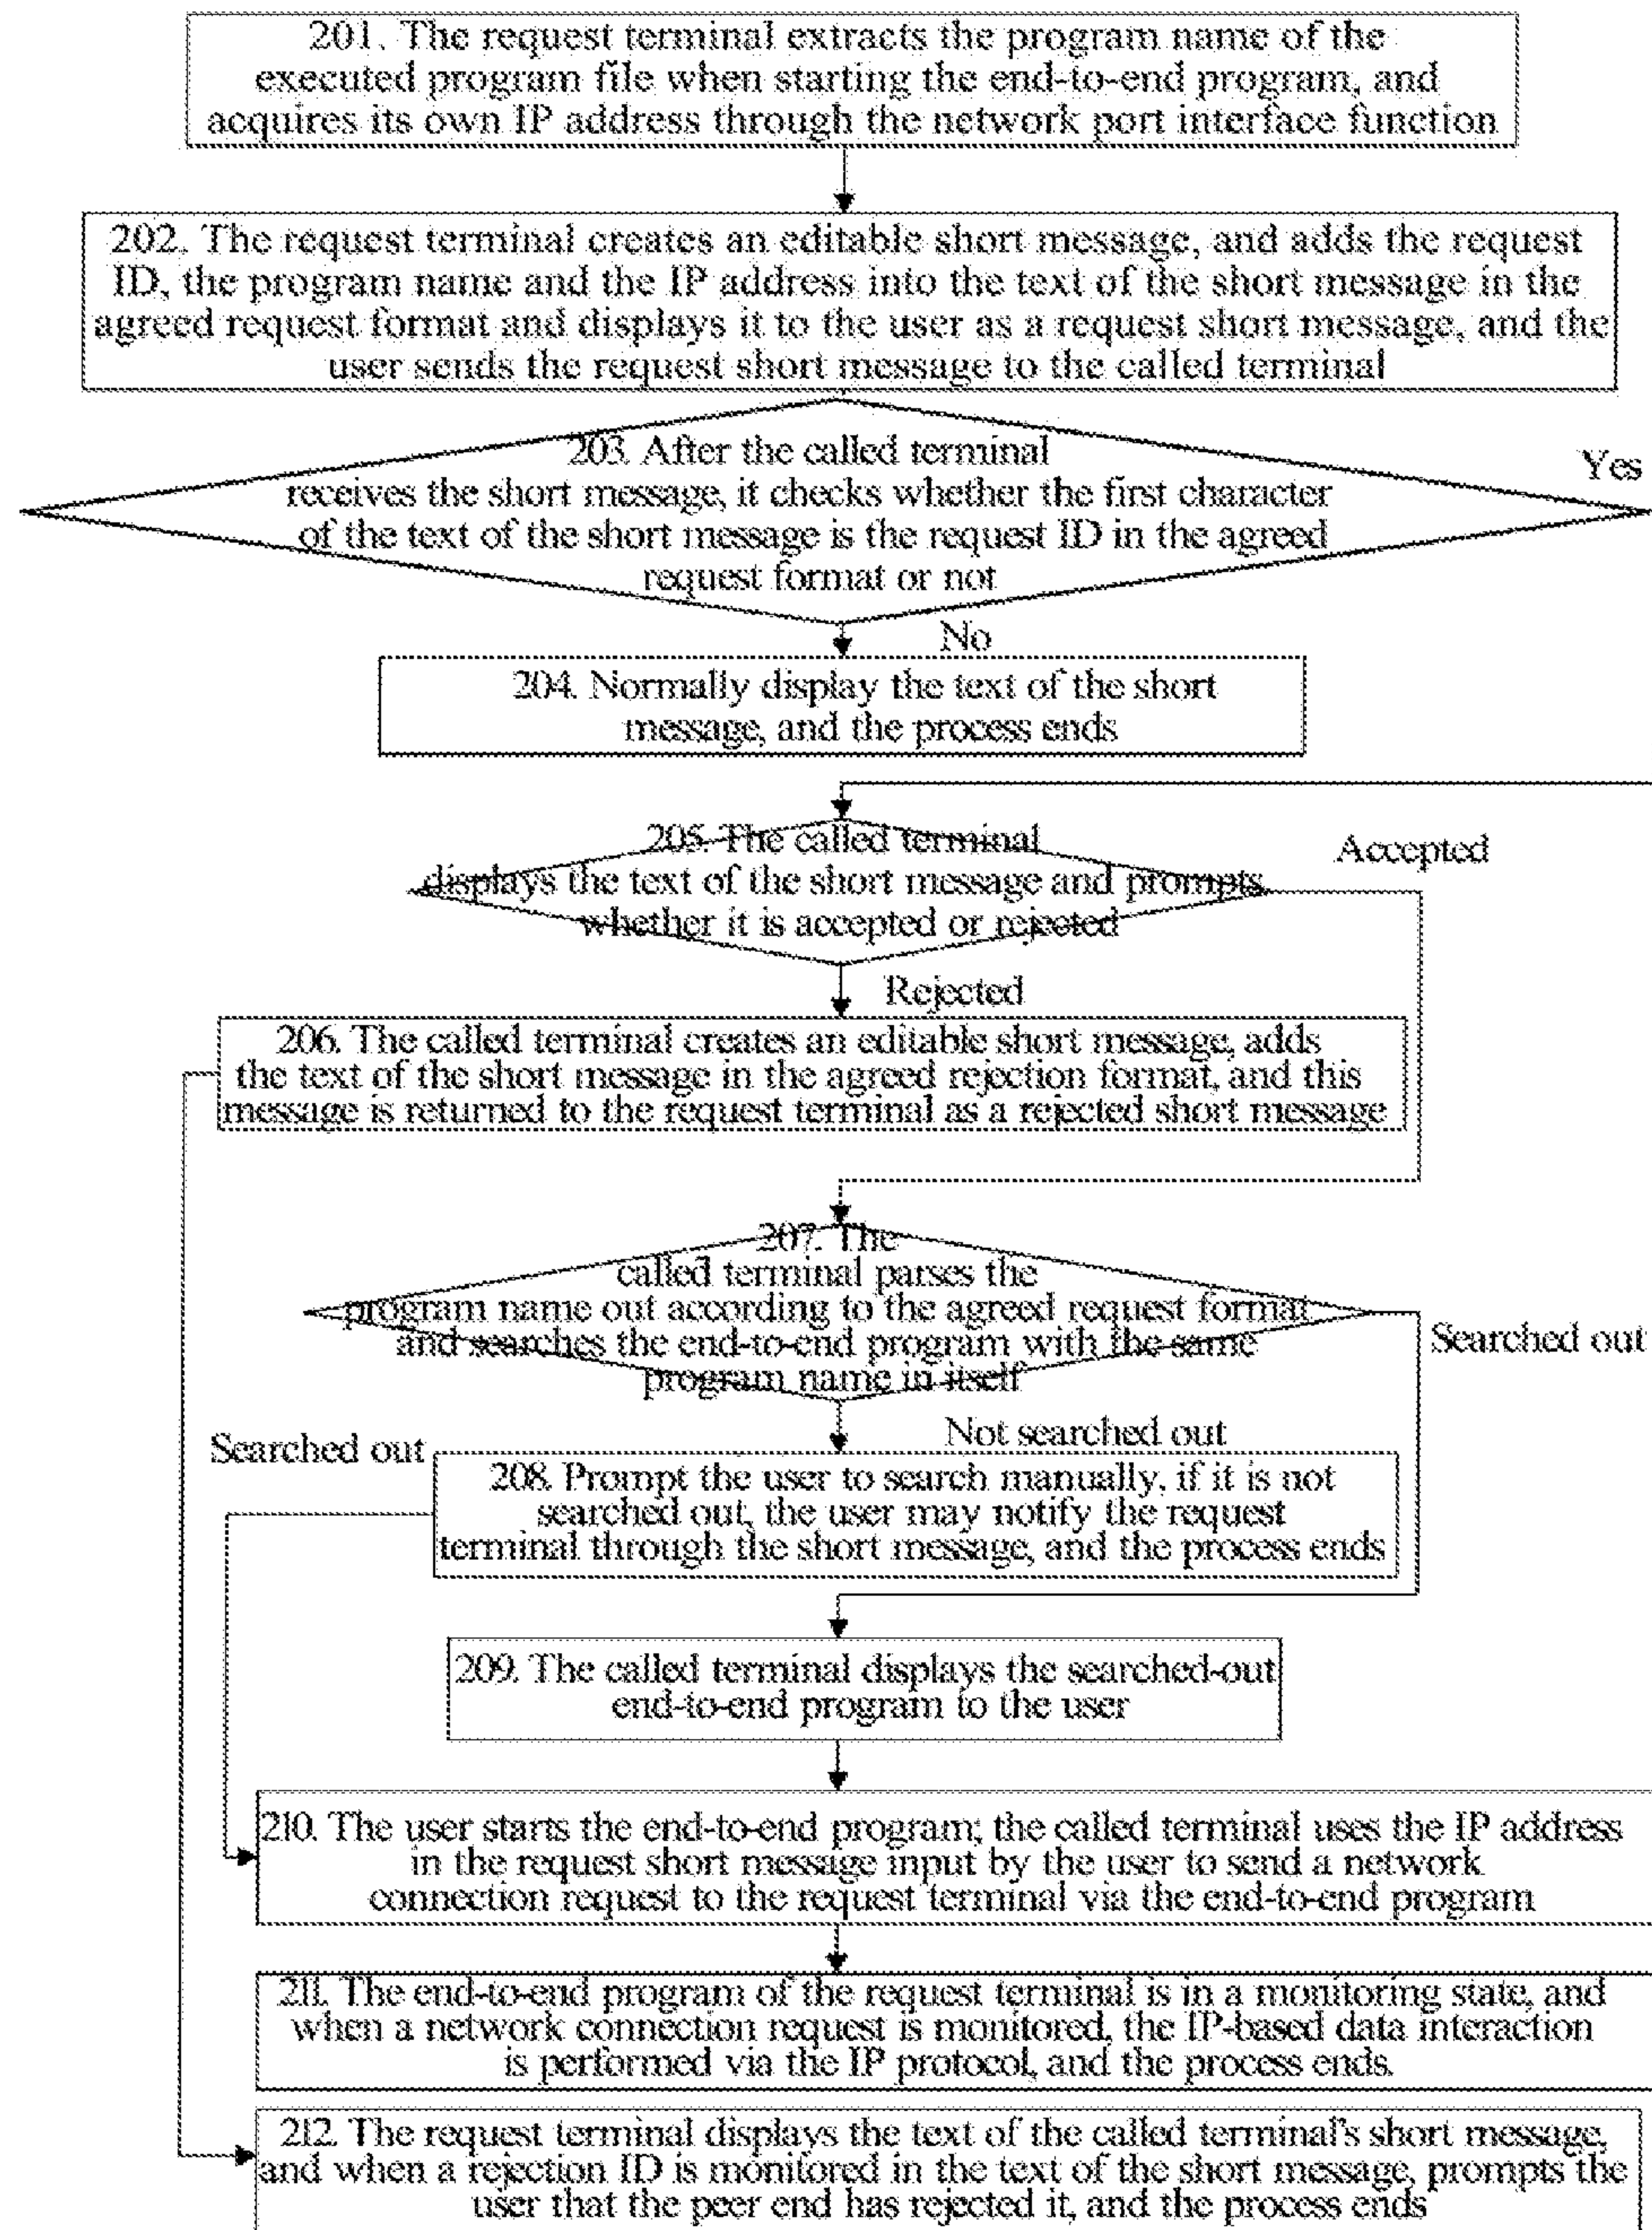 201. The request terminal extracts the program name of the
executed program file when starting the end-to-end program, and
acquires its own IP address through the network port interface function
202. The request terminal creates an editable short message, and adds the request
ID, the program name and the IP address into the text of the short message in the
agreed request format and displays it to the user as a request short message, and the
user sends the request short message to the called terminal
203. After the called terminal
receives the short message, it checks whether the first character
of the text of the short message is the request ID in the agreed
request format or not
Yes
No
204. Normally display the text of the short
message, and the process ends
205. The called terminal
displays the text of the short message and prompts
whether it is accepted or rejected
Accepted
Rejected
206. The called terminal creates an editable short message, adds
the text of the short message in the agreed rejection format, and this
message is returned to the request terminal as a rejected short message
207. The
called terminal parses the
program name out according to the agreed request format
and searches the end-to-end program with the same
program name in itself
Searched out
Not searched out
Searched out
208. Prompt the user to search manually, if it is not
searched out, the user may notify the request
terminal through the short message, and the process ends
209. The called terminal displays the searched-out
end-to-end program to the user
210. The user starts the end-to-end program; the called terminal uses the IP address
in the request short message input by the user to send a network
connection request to the request terminal via the end-to-end program
211. The end-to-end program of the request terminal is in a monitoring state, and
when a network connection request is monitored, the IP-based data interaction
is performed via the IP protocol, and the process ends.
212. The request terminal displays the text of the called terminal's short message,
and when a rejection ID is monitored in the text of the short message, prompts the
user that the peer end has rejected it, and the process ends